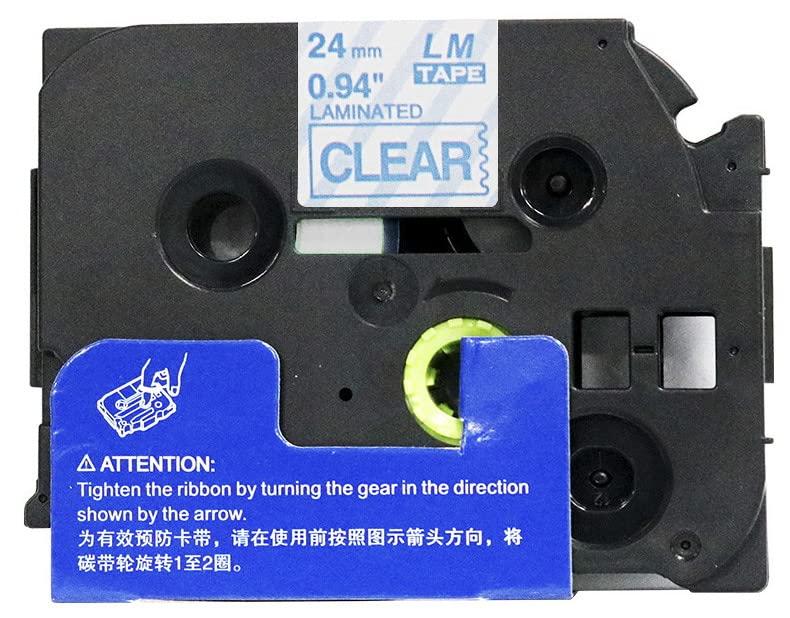 24 mm LM
0.94" TAPE
LAMINATED
CLEAR
⚠ ATTENTION:
Tighten the ribbon by turning the gear in the direction
shown by the arrow.
为有效预防卡带，请在使用前按照图示箭头方向，将
碳带轮旋转1至2圈。